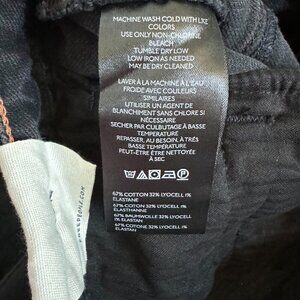 MACHINE WASH COLD WITH LIKE
COLORS
USE ONLY NON-CHLORINE
BLEACH
TUMBLE DRY LOW
LOW IRON AS NEEDED
MAY BE DRY CLEANED
LAVER À LA MACHINE À L'EAU
FROIDE AVEC COULEURS
SIMILAIRES
UTILISER UN AGENT DE
BLANCHIMENT SANS CHLORE SI
NÉCESSAIRE
SÉCHER PAR CULBUTAGE À BASSE
TEMPÉRATURE
REPASSER, AU BESOIN, À TRÈS
BASSE TEMPÉRATURE
PEUT-ÊTRE ÊTRE NETTOYÉE
À SEC
67% COTTON 32% LYOCELL 1%
ELASTANE
67% COTTON 32% LYOCELL 1%
ELASTHANNE
67% BAUMWOLLE 32% LYOCELL
1% ELASTAN
67% COTTON 32% LYOCELL 1%
ELASTAN